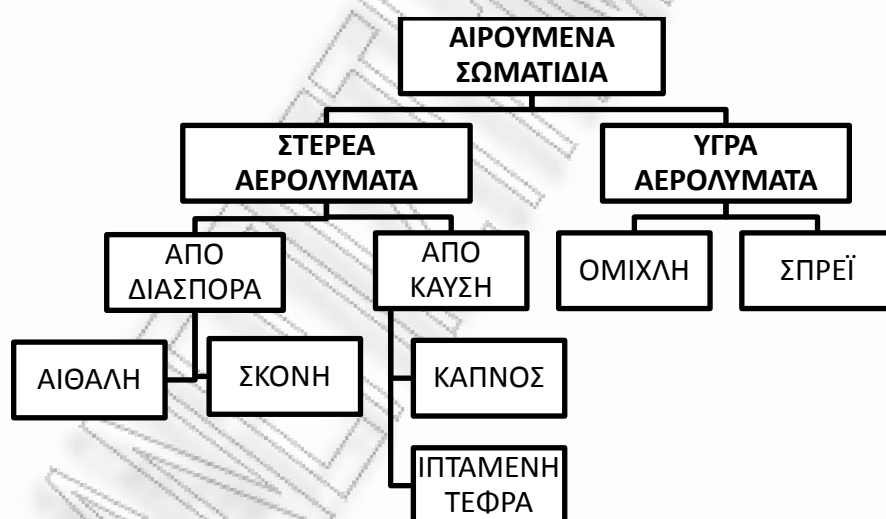 ΑΙΡΟΥΜΕΝΑ
ΣΩΜΑΤΙΔΙΑ
ΣΤΕΡΕΑ
ΑΕΡΟΛΥΜΑΤΑ
ΥΓΡΑ
ΑΕΡΟΛΥΜΑΤΑ
ΑΠΟ
ΔΙΑΣΠΟΡΑ
ΑΠΟ
ΚΑΥΣΗ
ΟΜΙΧΛΗ
ΣΠΡΕΪ
ΑΙΘΑΛΗ
ΣΚΟΝΗ
ΚΑΠΝΟΣ
ΙΠΤΑΜΕΝΗ
ΤΕΦΡΑ